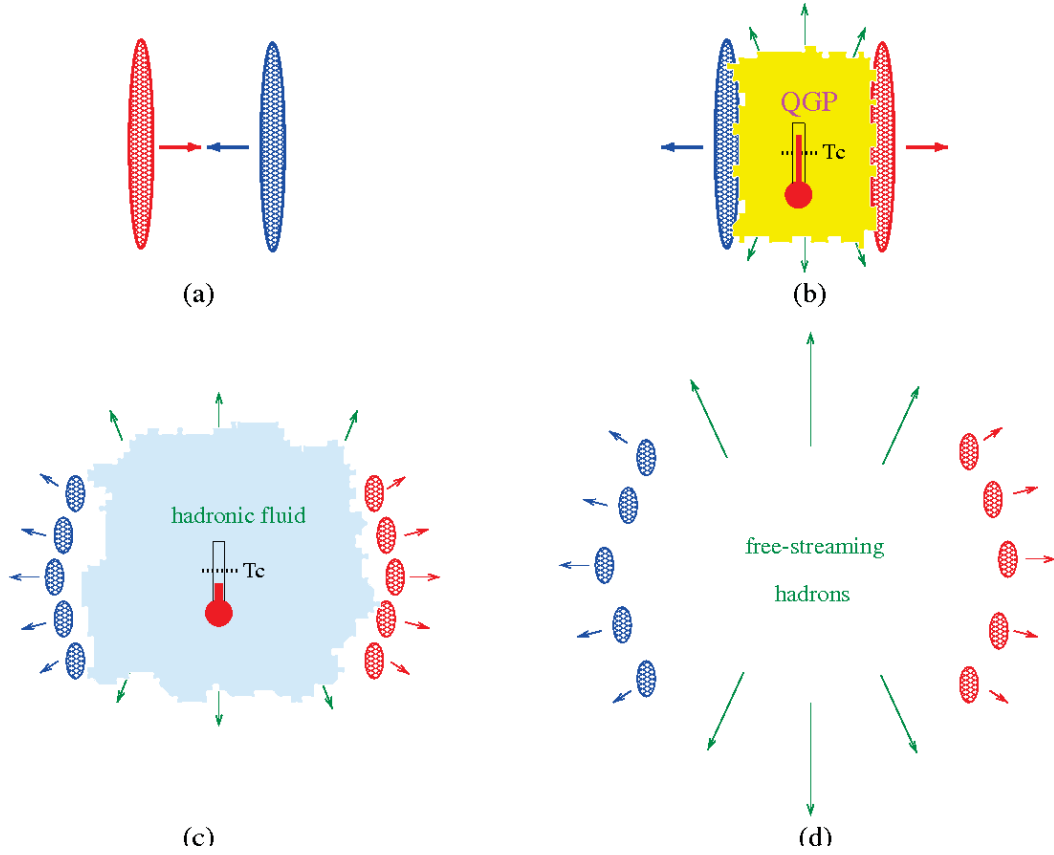 (a)
QGP
Tc
(b)
hadronic fluid
Tc
(c)
free-streaming
hadrons
(d)